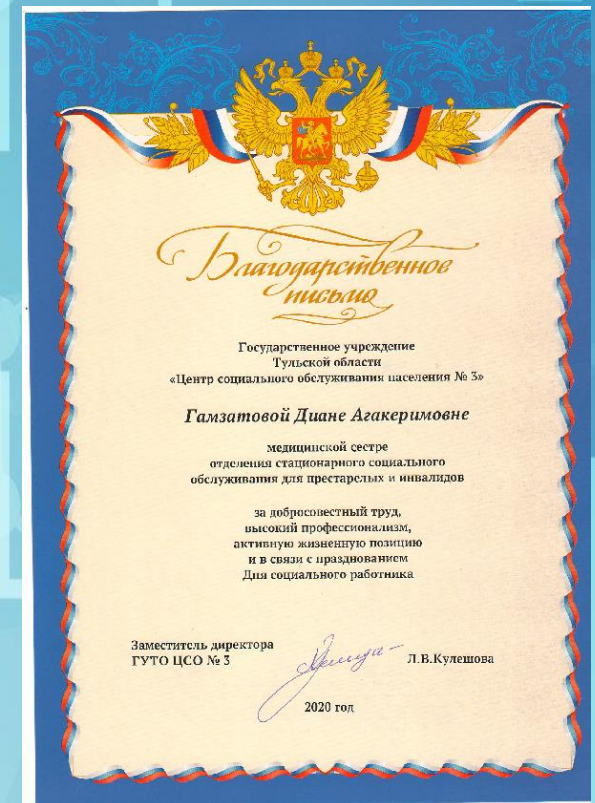 Благодарственное
письмо
Государственное учреждение
Тульской области
«Центр социального обслуживания населения № 3»
Гамзатовой Диане Агакеримовне
медицинской сестре
отделения стационарного социального
обслуживания для престарелых и инвалидов
за добросовестный труд,
высокий профессионализм,
активную жизненную позицию
и в связи с празднованием
Дня социального работника
Заместитель директора
ГУТО ЦСО № 3
Л.В.Кулешова
2020 год